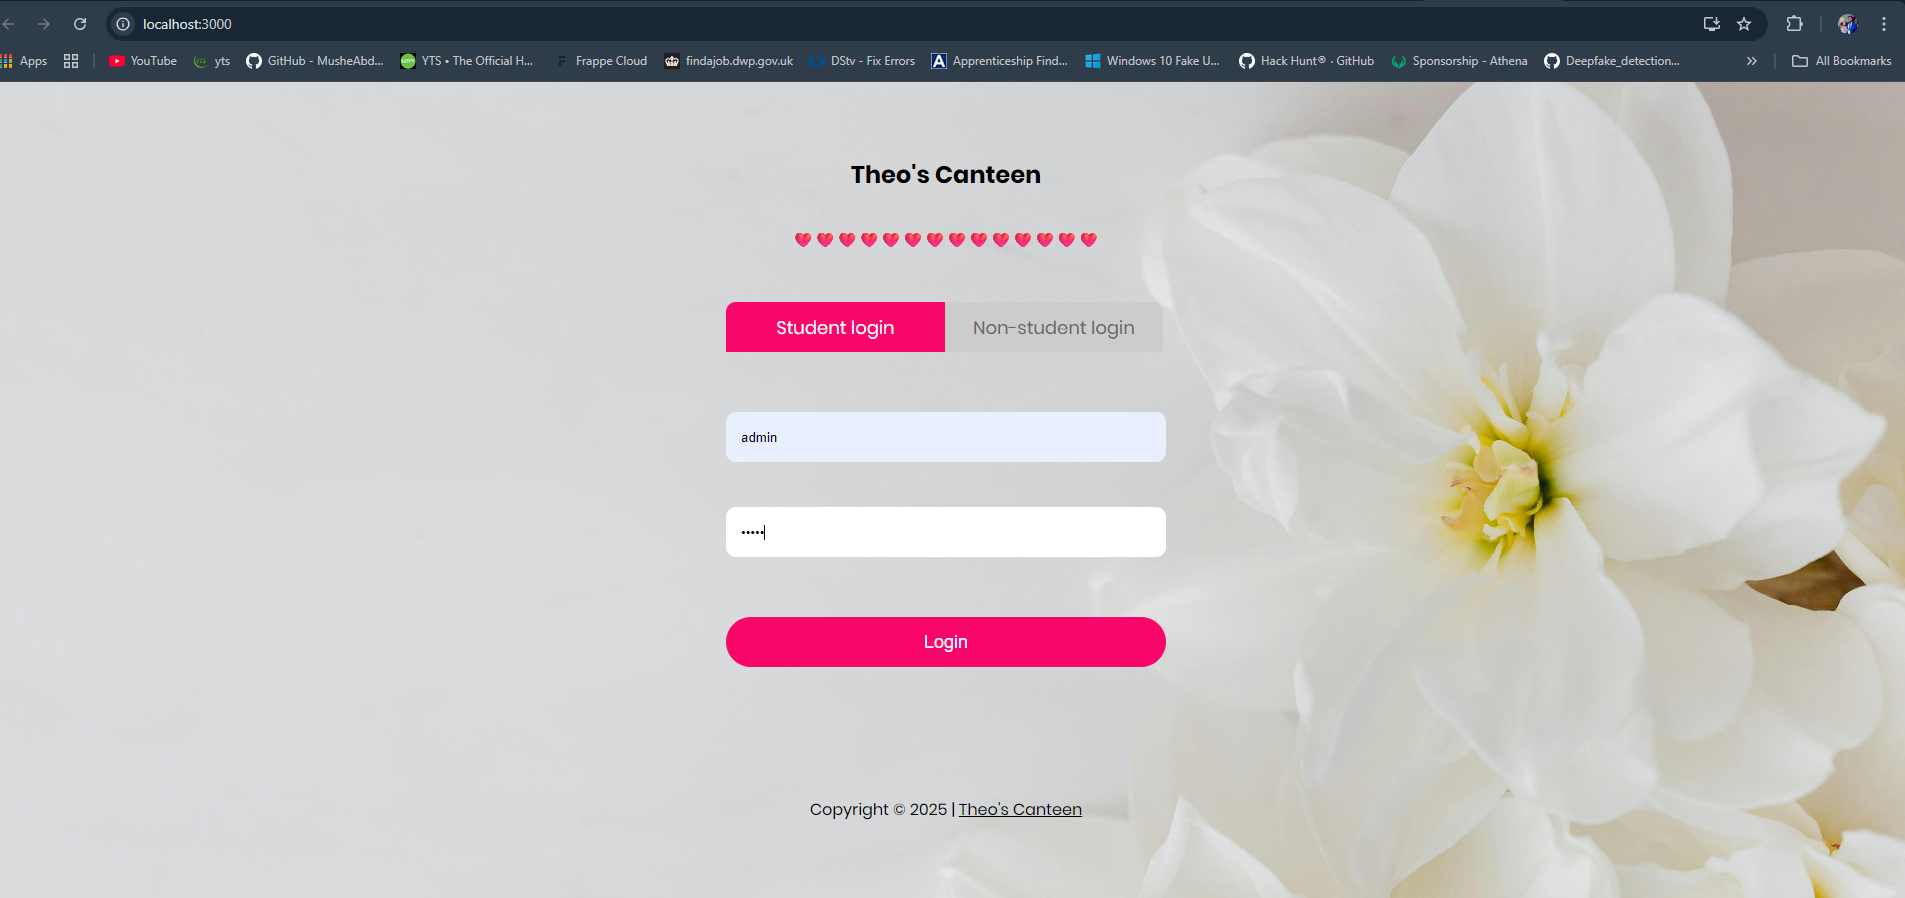 localhost:3000
Apps YouTube yts GitHub - MusheAbd... YTS • The Official H... Frappe Cloud findajob.dwp.gov.uk DStv - Fix Errors Apprenticeship Find... Windows 10 Fake U... Hack Hunt® · GitHub Sponsorship - Athena Deepfake_detection... » All Bookmarks
Theo's Canteen
Student login Non-student login
admin
•••••
Login
Copyright © 2025 | Theo's Canteen